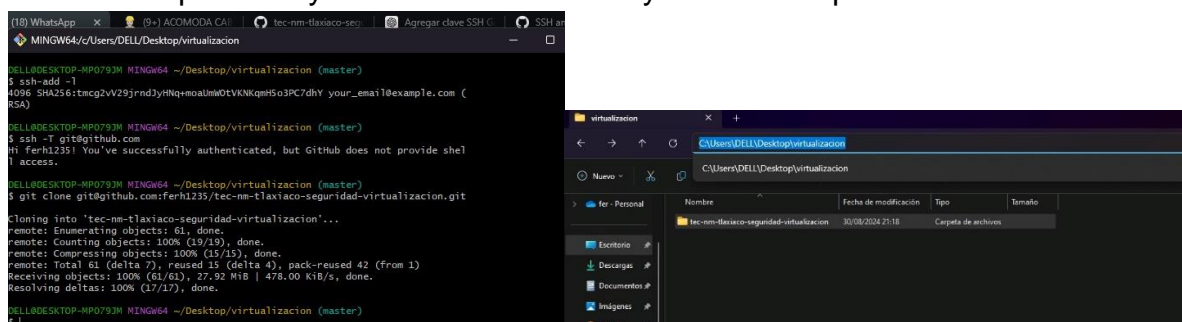 (18) WhatsApp
(9+) ACOMODA CAB
tec-nm-tlaxiaco-seg
Agregar clave SSH G
SSH an
MINGW64:/c/Users/DELL/Desktop/virtualizacion
DELL@DESKTOP-MPO79JM MINGW64 ~/Desktop/virtualizacion (master)
$ ssh-add -l
4096 SHA256:tmcg2vV29jrndJyHNq+moaUmWOtVKNKqmH5o3PC7dhY your_email@example.com (
RSA)
DELL@DESKTOP-MPO79JM MINGW64 ~/Desktop/virtualizacion (master)
$ ssh -T git@github.com
Hi ferh1235! You've successfully authenticated, but GitHub does not provide shel
l access.
DELL@DESKTOP-MPO79JM MINGW64 ~/Desktop/virtualizacion (master)
$ git clone git@github.com:ferh1235/tec-nm-tlaxiaco-seguridad-virtualizacion.git
Cloning into 'tec-nm-tlaxiaco-seguridad-virtualizacion'...
remote: Enumerating objects: 61, done.
remote: Counting objects: 100% (19/19), done.
remote: Compressing objects: 100% (15/15), done.
remote: Total 61 (delta 7), reused 15 (delta 4), pack-reused 42 (from 1)
Receiving objects: 100% (61/61), 27.92 MiB | 478.00 KiB/s, done.
Resolving deltas: 100% (17/17), done.
DELL@DESKTOP-MPO79JM MINGW64 ~/Desktop/virtualizacion (master)
$
virtualizacion
C:\Users\DELL\Desktop\virtualizacion
C:\Users\DELL\Desktop\virtualizacion
Nuevo
Nombre Fecha de modificación Tipo Tamaño
fer - Personal
tec-nm-tlaxiaco-seguridad-virtualizacion 30/08/2024 21:18 Carpeta de archivos
Escritorio
Descargas
Documentos
Imágenes